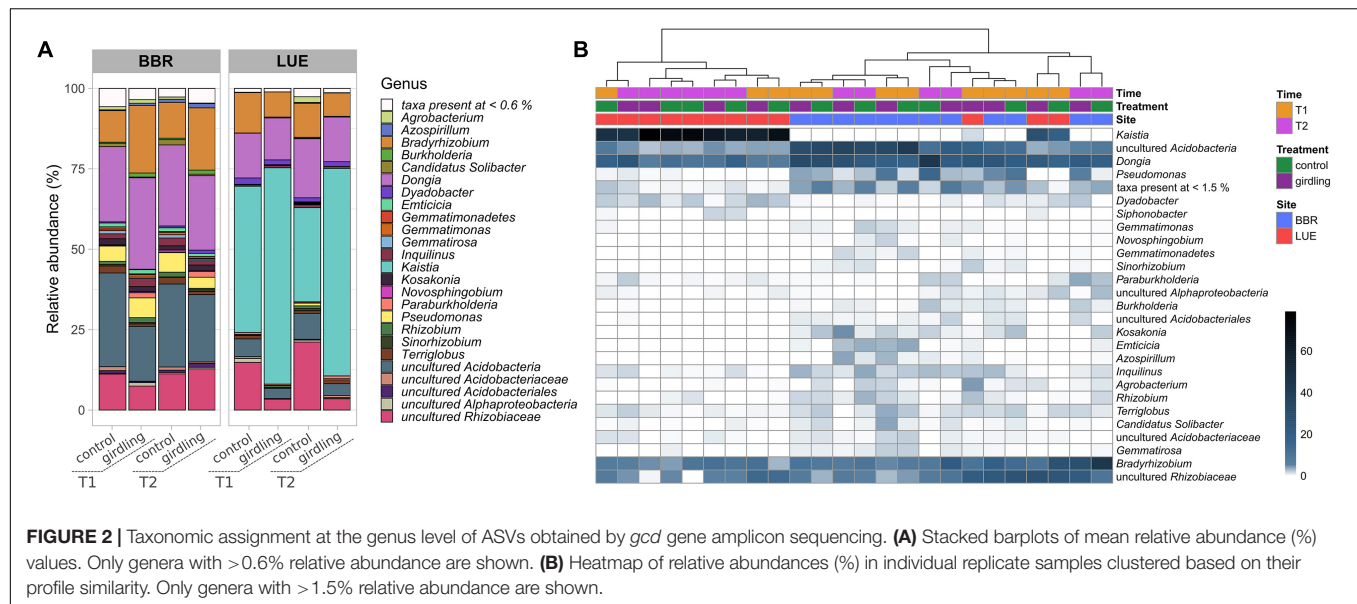 A
BBR
LUE
Relative abundance (%)
100
75
50
25
0
control
girdling
control
girdling
control
girdling
control
girdling
T1
T2
T1
T2
Genus
taxa present at < 0.6 %
Agrobacterium
Azospirillum
Bradyrhizobium
Burkholderia
Candidatus Solibacter
Dongia
Dyadobacter
Emticicia
Gemmatimonadetes
Gemmatimonas
Gemmatirosa
Inquilinus
Kaistia
Kosakonia
Novosphingobium
Paraburkholderia
Pseudomonas
Rhizobium
Sinorhizobium
Terriglobus
uncultured Acidobacteria
uncultured Acidobacteriaceae
uncultured Acidobacteriales
uncultured Alphaproteobacteria
uncultured Rhizobiaceae
B
Time
Treatment
Site
Kaistia
uncultured Acidobacteria
Dongia
Pseudomonas
taxa present at < 1.5 %
Dyadobacter
Siphonobacter
Gemmatimonas
Novosphingobium
Gemmatimonadetes
Sinorhizobium
Paraburkholderia
uncultured Alphaproteobacteria
Burkholderia
uncultured Acidobacteriales
Kosakonia
Emticicia
Azospirillum
Inquilinus
Agrobacterium
Rhizobium
Terriglobus
Candidatus Solibacter
uncultured Acidobacteriaceae
Gemmatirosa
Bradyrhizobium
uncultured Rhizobiaceae
Time
T1
T2
Treatment
control
girdling
Site
BBR
LUE
60
40
20
0
FIGURE 2 | Taxonomic assignment at the genus level of ASVs obtained by gcd gene amplicon sequencing. (A) Stacked barplots of mean relative abundance (%)
values. Only genera with >0.6% relative abundance are shown. (B) Heatmap of relative abundances (%) in individual replicate samples clustered based on their
profile similarity. Only genera with >1.5% relative abundance are shown.